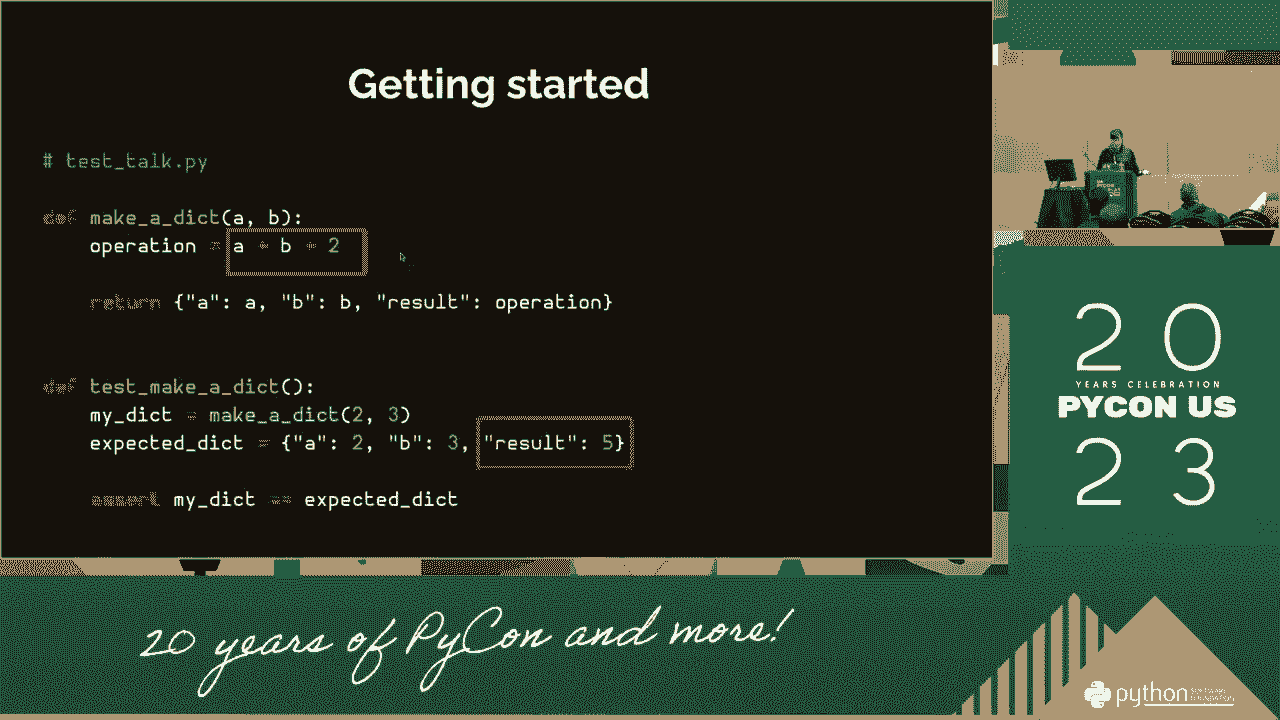 Getting started
# test_talk.py
def make_a_dict(a, b):
operation = a + b + 2
return {"a": a, "b": b, "result": operation}
def test_make_a_dict():
my_dict = make_a_dict(2, 3)
expected_dict = {"a": 2, "b": 3, "result": 5}
assert my_dict == expected_dict
20
YEARS CELEBRATION
PYCON US
23
20 years of PyCon and more!
python SOFTWARE FOUNDATION